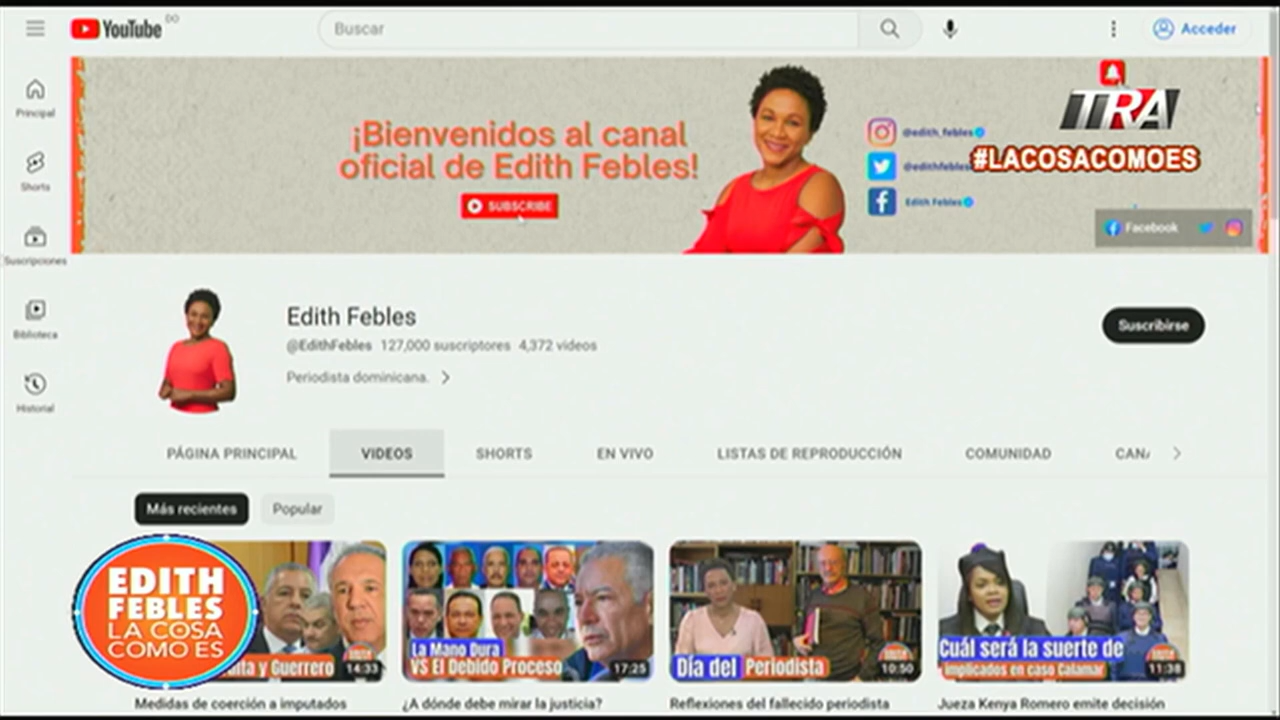 YouTube DO
Buscar
Acceder
Principal
Shorts
Suscripciones
Biblioteca
Historial
¡Bienvenidos al canal
oficial de Edith Febles!
SUBSCRIBE
@edith_febles
@edithfebles
Edith Febles
TRA
#LACOSACOMOES
Facebook
Edith Febles
@EdithFebles 127,000 suscriptores 4,372 videos
Periodista dominicana.
Suscribirse
PÁGINA PRINCIPAL VIDEOS SHORTS EN VIVO LISTAS DE REPRODUCCIÓN COMUNIDAD CANA
Más recientes Popular
EDITH
FEBLES
LA COSA
COMO ES
y Guerrero
14:33
La Mano Dura
VS El Debido Proceso
17:25
Día del Periodista
10:50
Cuál será la suerte de
implicados en caso Calamar
11:38
Medidas de coerción a imputados
¿A dónde debe mirar la justicia?
Reflexiones del fallecido periodista
Jueza Kenya Romero emite decisión